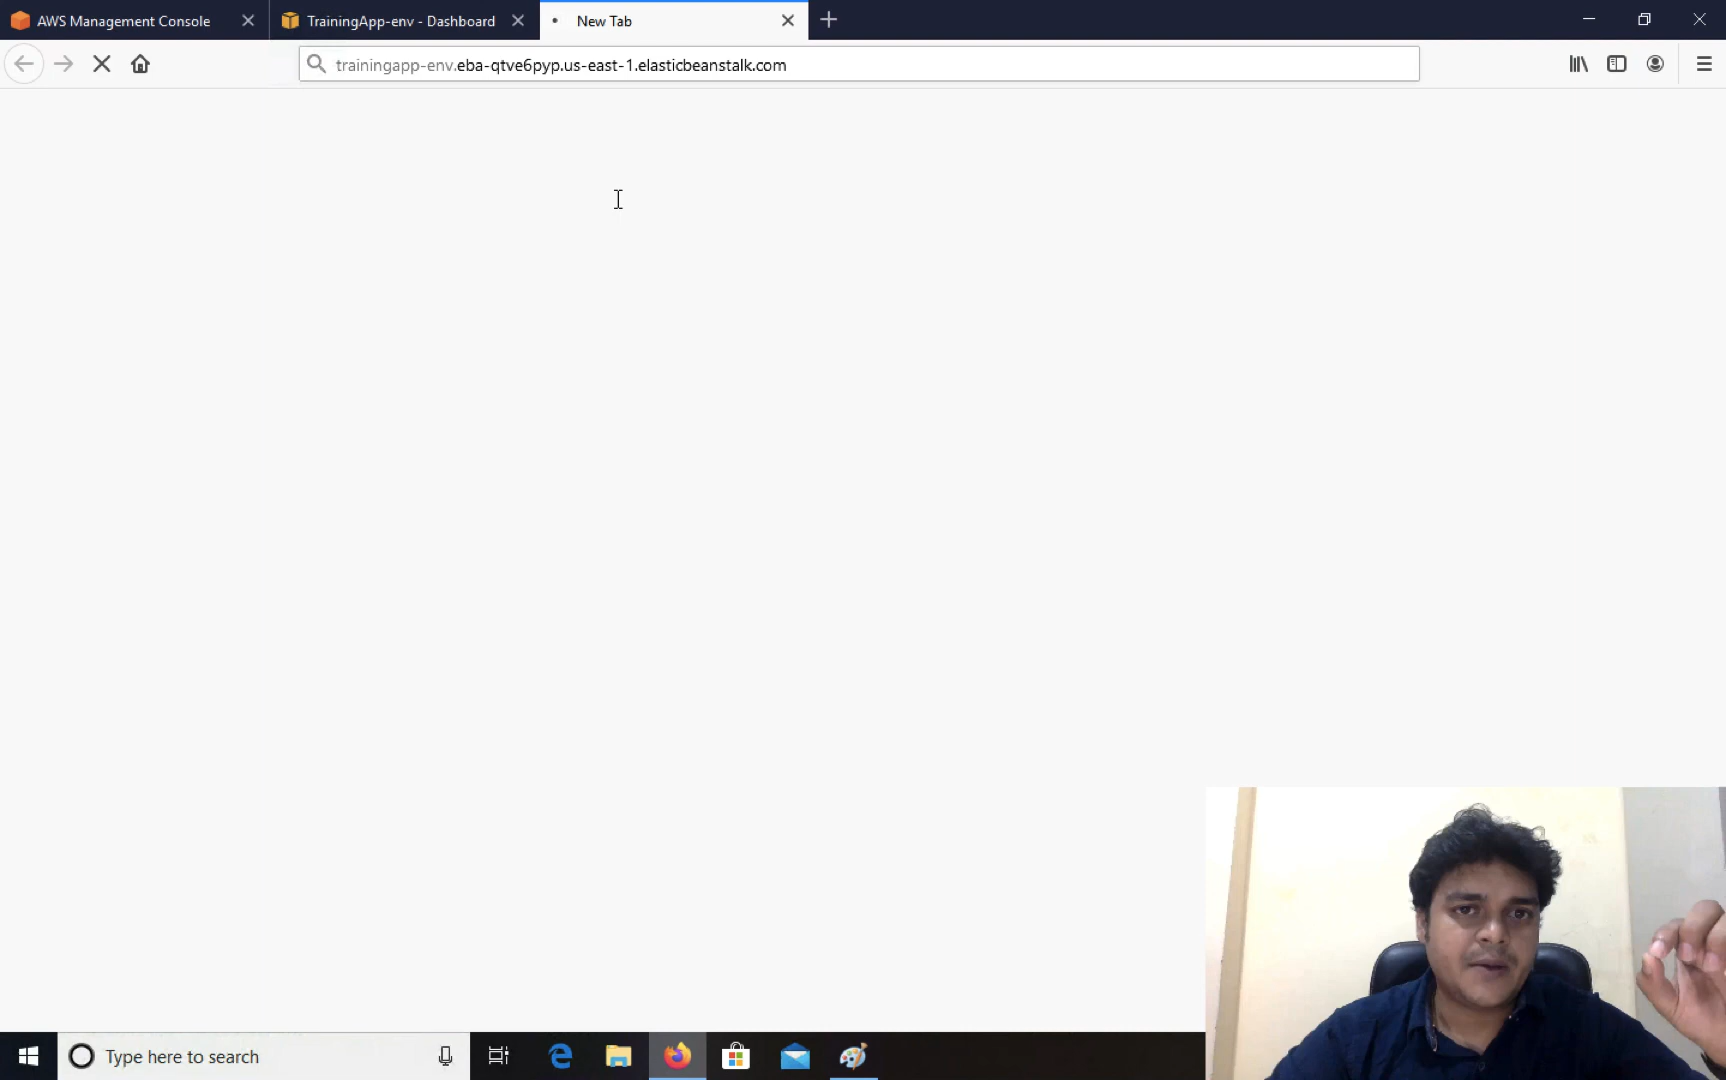 AWS Management Console
TrainingApp-env - Dashboard
New Tab
trainingapp-env.eba-qtve6pyp.us-east-1.elasticbeanstalk.com
Type here to search